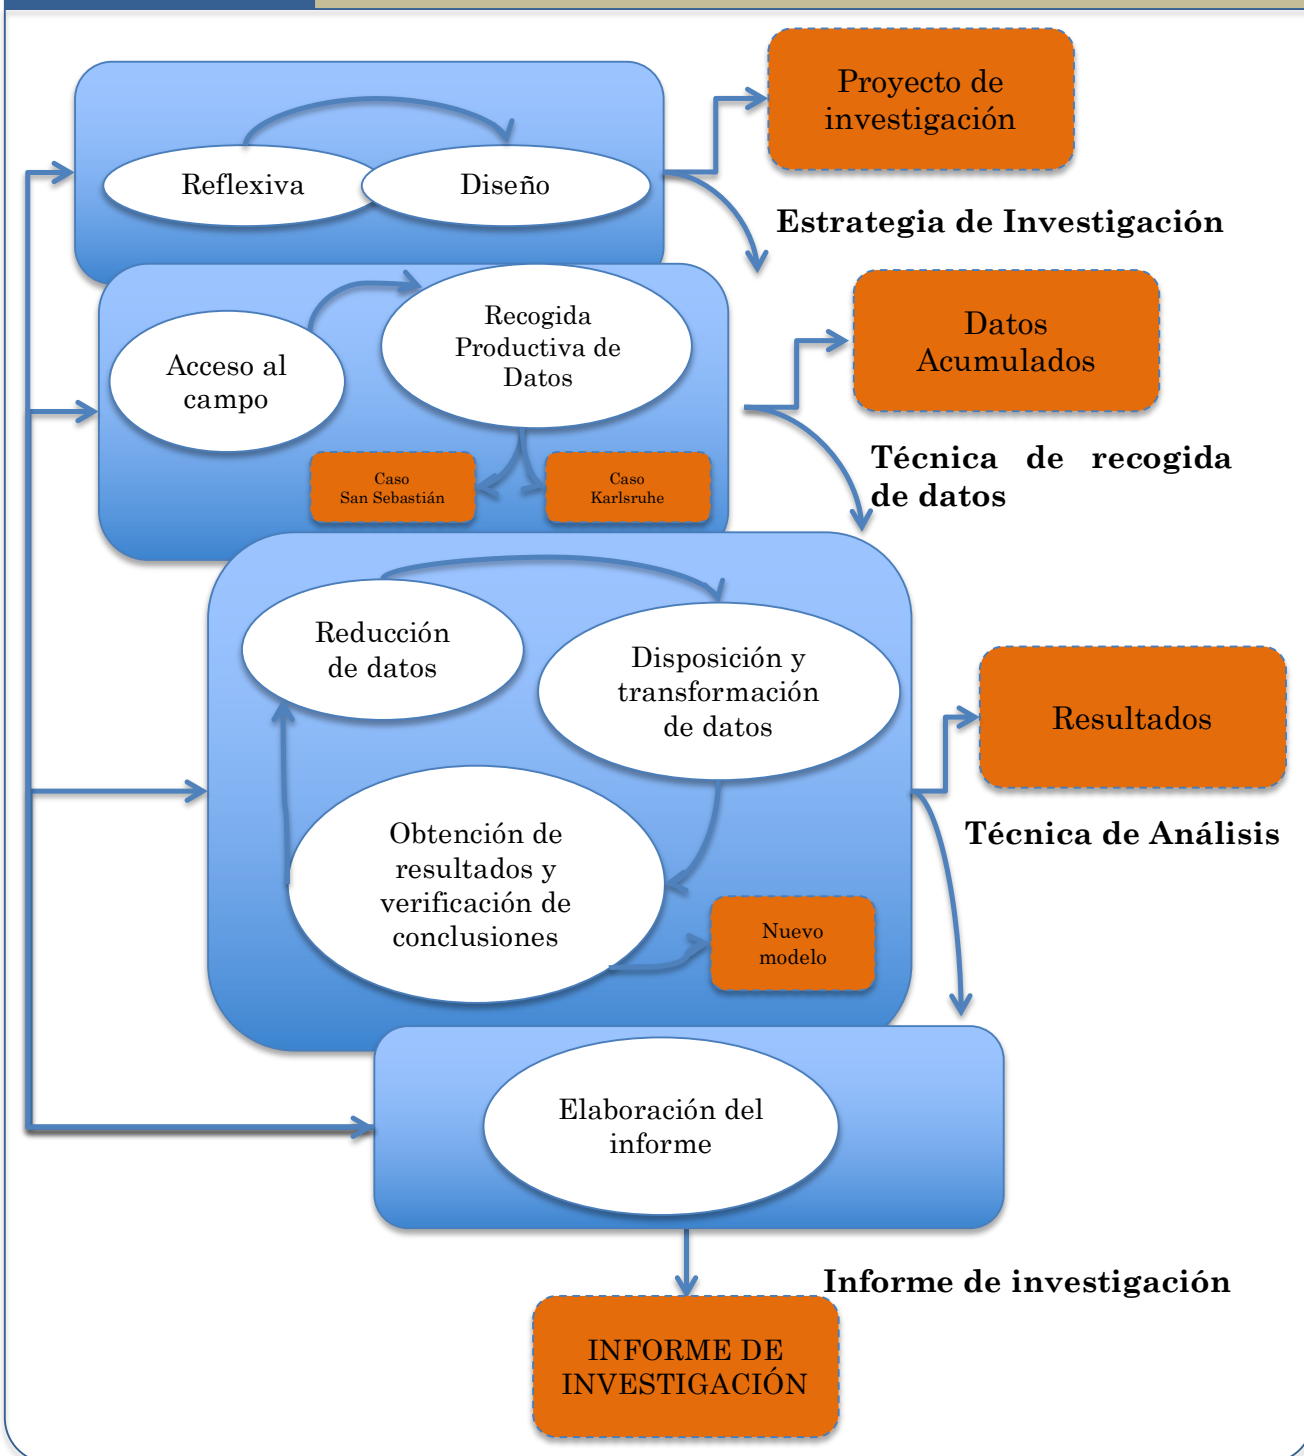 Proyecto de
investigación
Reflexiva
Diseño
Estrategia de Investigación
Recogida
Productiva de
Datos
Acceso al
campo
Datos
Acumulados
Caso
San Sebastián
Caso
Karlsruhe
Técnica de recogida
de datos
Reducción
de datos
Disposición y
transformación
de datos
Resultados
Obtención de
resultados y
verificación de
conclusiones
Técnica de Análisis
Nuevo
modelo
Elaboración del
informe
Informe de investigación
INFORME DE
INVESTIGACIÓN